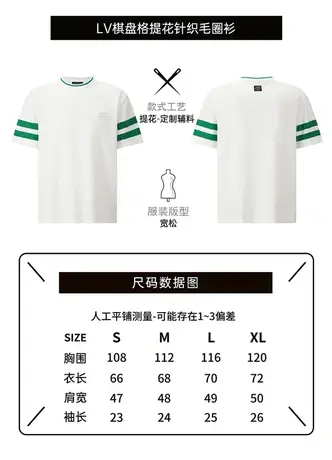 LV棋盘格提花针织毛圈衫
款式工艺
提花-定制辅料
服装版型
宽松
尺码数据图
人工平铺测量-可能存在1~3偏差
SIZE S M L XL
胸围 108 112 116 120
衣长 66 68 70 72
肩宽 47 48 49 50
袖长 23 24 25 26